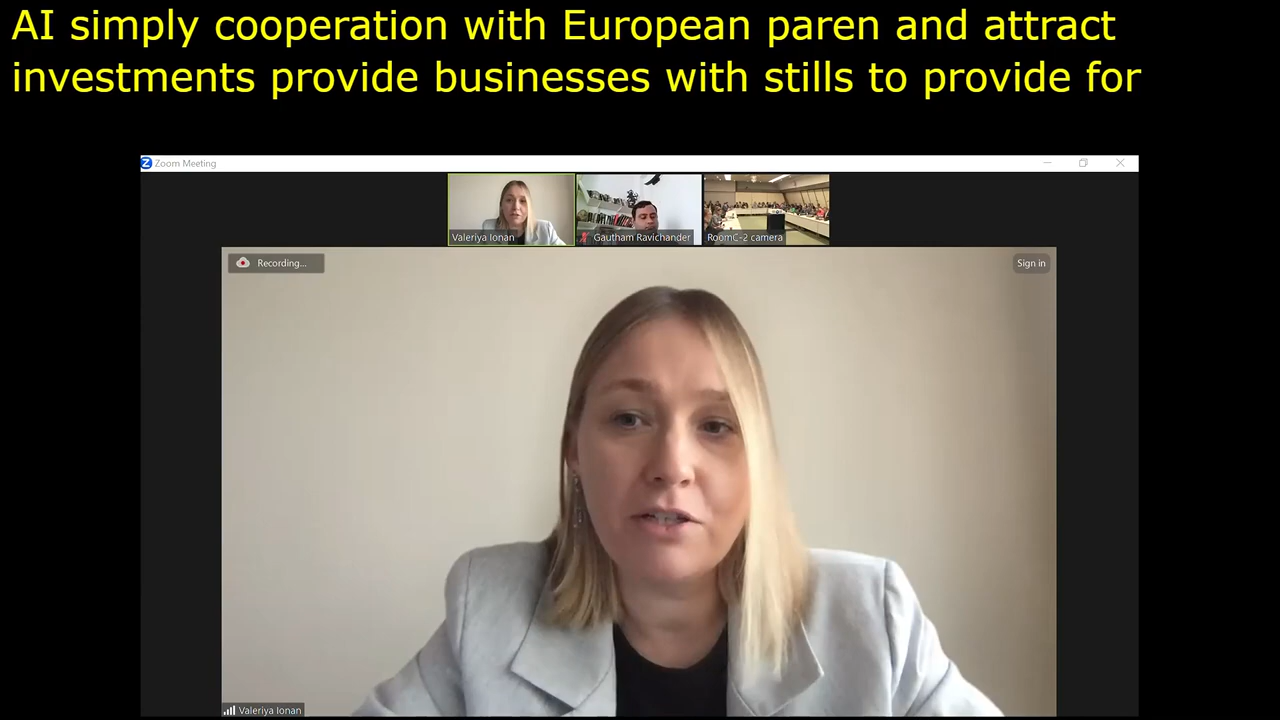 AI simply cooperation with European paren and attract
investments provide businesses with stills to provide for
Zoom Meeting
Valeriya Ionan
Gautham Ravichander
RoomC-2 camera
Recording...
Sign in
Valeriya Ionan